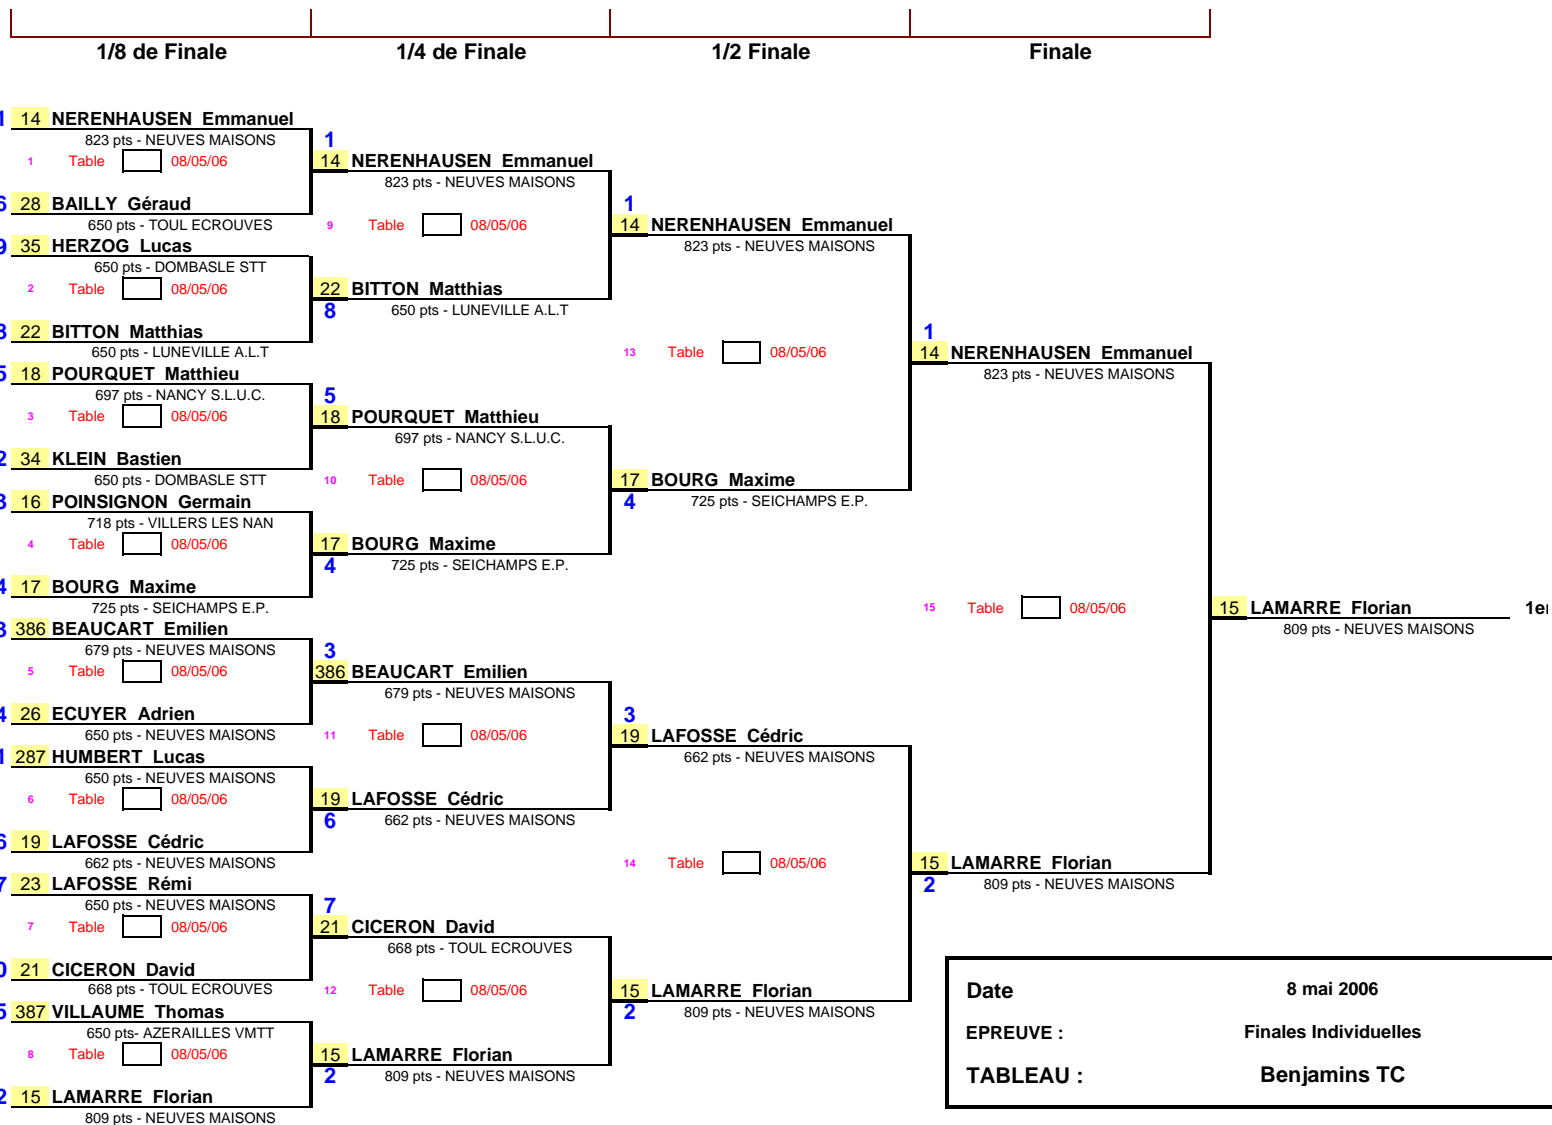 1/8 de Finale 1/4 de Finale 1/2 Finale Finale
14 NERENHAUSEN Emmanuel
823 pts - NEUVES MAISONS
1 Table 08/05/06
28 BAILLY Géraud
650 pts - TOUL ECROUVES
35 HERZOG Lucas
650 pts - DOMBASLE STT
2 Table 08/05/06
22 BITTON Matthias
650 pts - LUNEVILLE A.L.T
18 POURQUET Matthieu
697 pts - NANCY S.L.U.C.
3 Table 08/05/06
34 KLEIN Bastien
650 pts - DOMBASLE STT
16 POINSIGNON Germain
718 pts - VILLERS LES NAN
4 Table 08/05/06
17 BOURG Maxime
725 pts - SEICHAMPS E.P.
386 BEAUCART Emilien
679 pts - NEUVES MAISONS
5 Table 08/05/06
26 ECUYER Adrien
650 pts - NEUVES MAISONS
287 HUMBERT Lucas
650 pts - NEUVES MAISONS
6 Table 08/05/06
19 LAFOSSE Cédric
662 pts - NEUVES MAISONS
23 LAFOSSE Rémi
650 pts - NEUVES MAISONS
7 Table 08/05/06
21 CICERON David
668 pts - TOUL ECROUVES
387 VILLAUME Thomas
650 pts- AZERAILLES VMTT
8 Table 08/05/06
15 LAMARRE Florian
809 pts - NEUVES MAISONS
1
14 NERENHAUSEN Emmanuel
823 pts - NEUVES MAISONS
9 Table 08/05/06
22 BITTON Matthias
8 650 pts - LUNEVILLE A.L.T
5
18 POURQUET Matthieu
697 pts - NANCY S.L.U.C.
10 Table 08/05/06
17 BOURG Maxime
4 725 pts - SEICHAMPS E.P.
3
386 BEAUCART Emilien
679 pts - NEUVES MAISONS
11 Table 08/05/06
19 LAFOSSE Cédric
6 662 pts - NEUVES MAISONS
7
21 CICERON David
668 pts - TOUL ECROUVES
12 Table 08/05/06
15 LAMARRE Florian
2 809 pts - NEUVES MAISONS
1
14 NERENHAUSEN Emmanuel
823 pts - NEUVES MAISONS
13 Table 08/05/06
17 BOURG Maxime
4 725 pts - SEICHAMPS E.P.
3
19 LAFOSSE Cédric
662 pts - NEUVES MAISONS
14 Table 08/05/06
15 LAMARRE Florian
2 809 pts - NEUVES MAISONS
1
14 NERENHAUSEN Emmanuel
823 pts - NEUVES MAISONS
15 Table 08/05/06
15 LAMARRE Florian
2 809 pts - NEUVES MAISONS
15 LAMARRE Florian
809 pts - NEUVES MAISONS
Date 8 mai 2006
EPREUVE : Finales Individuelles
TABLEAU : Benjamins TC